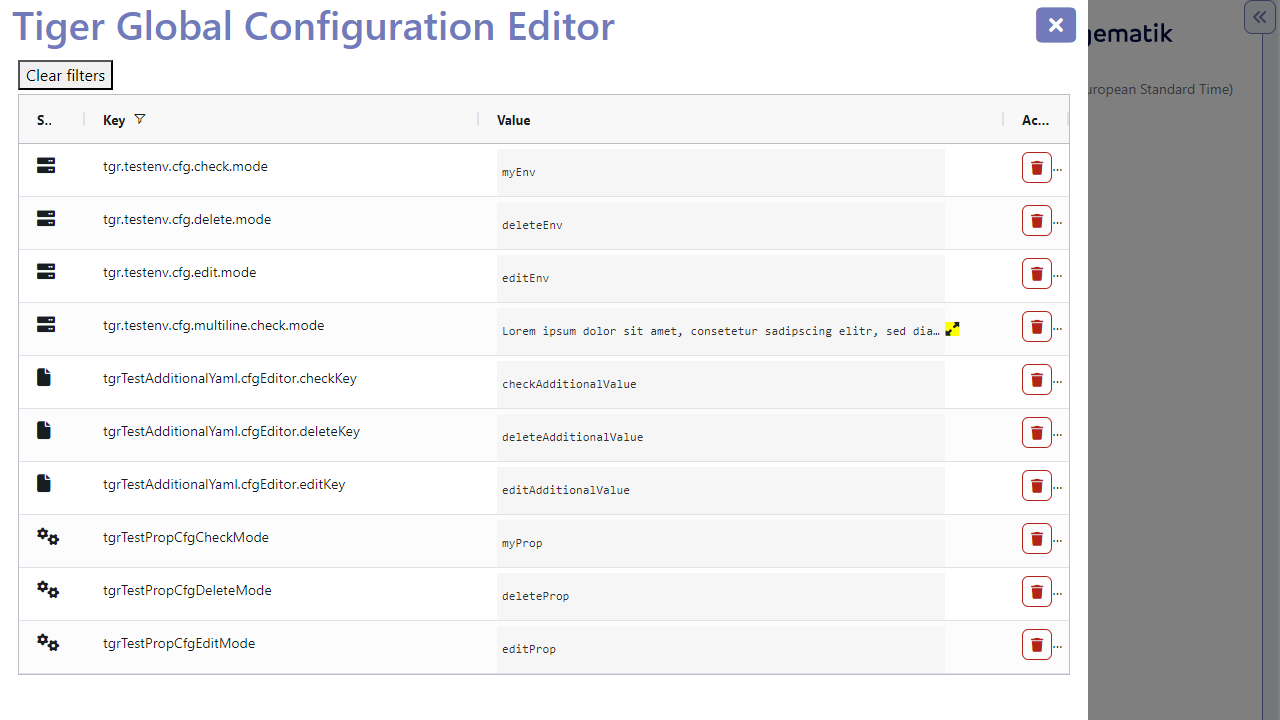 Tiger Global Configuration Editor
gematik
Clear filters
uropean Standard Time)
S.. Key Value Ac...
tgr.testenv.cfg.check.mode myEnv ...
tgr.testenv.cfg.delete.mode deleteEnv ...
tgr.testenv.cfg.edit.mode editEnv ...
tgr.testenv.cfg.multiline.check.mode Lorem ipsum dolor sit amet, consetetur sadipscing elitr, sed dia… ...
tgrTestAdditionalYaml.cfgEditor.checkKey checkAdditionalValue ...
tgrTestAdditionalYaml.cfgEditor.deleteKey deleteAdditionalValue ...
tgrTestAdditionalYaml.cfgEditor.editKey editAdditionalValue ...
tgrTestPropCfgCheckMode myProp ...
tgrTestPropCfgDeleteMode deleteProp ...
tgrTestPropCfgEditMode editProp ...